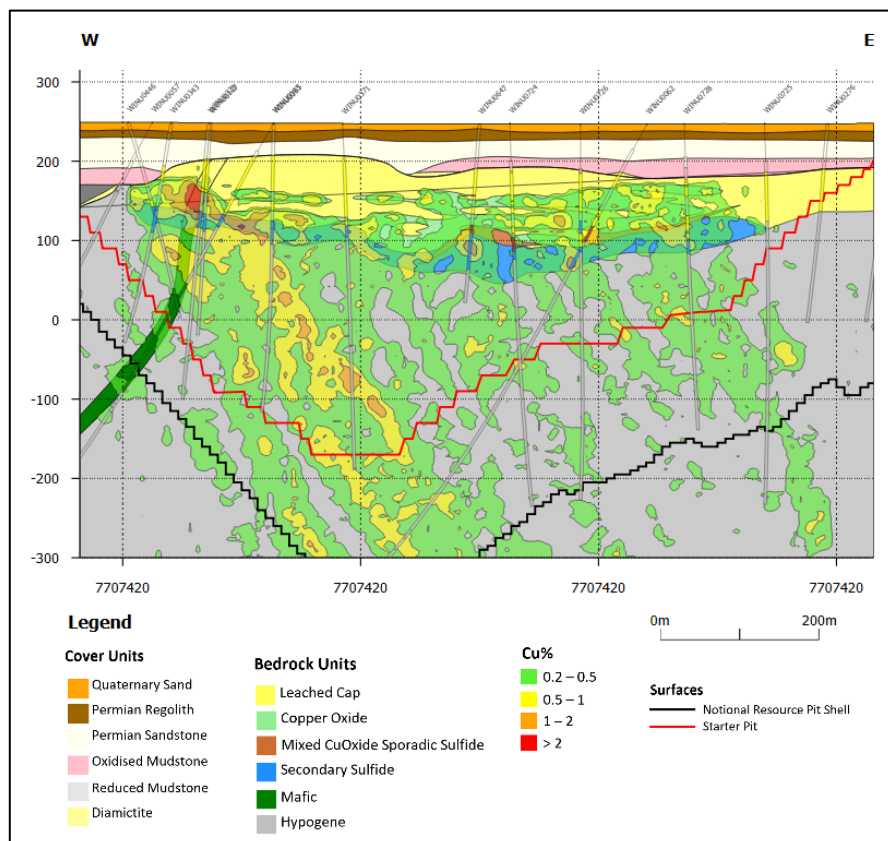 W
E
WINU0446
WINU0057
WINU0343
WINU0371
WINU0647
WINU0724
WINU0062
WINU0728
WINU0725
WINU0276
300
200
100
0
-100
-200
-300
7707420 7707420 7707420 7707420
Legend
0m 200m
Cover Units
Quaternary Sand
Permian Regolith
Permian Sandstone
Oxidised Mudstone
Reduced Mudstone
Diamictite
Bedrock Units
Leached Cap
Copper Oxide
Mixed CuOxide Sporadic Sulfide
Secondary Sulfide
Mafic
Hypogene
Cu%
0.2 – 0.5
0.5 – 1
1 – 2
> 2
Surfaces
Notional Resource Pit Shell
Starter Pit